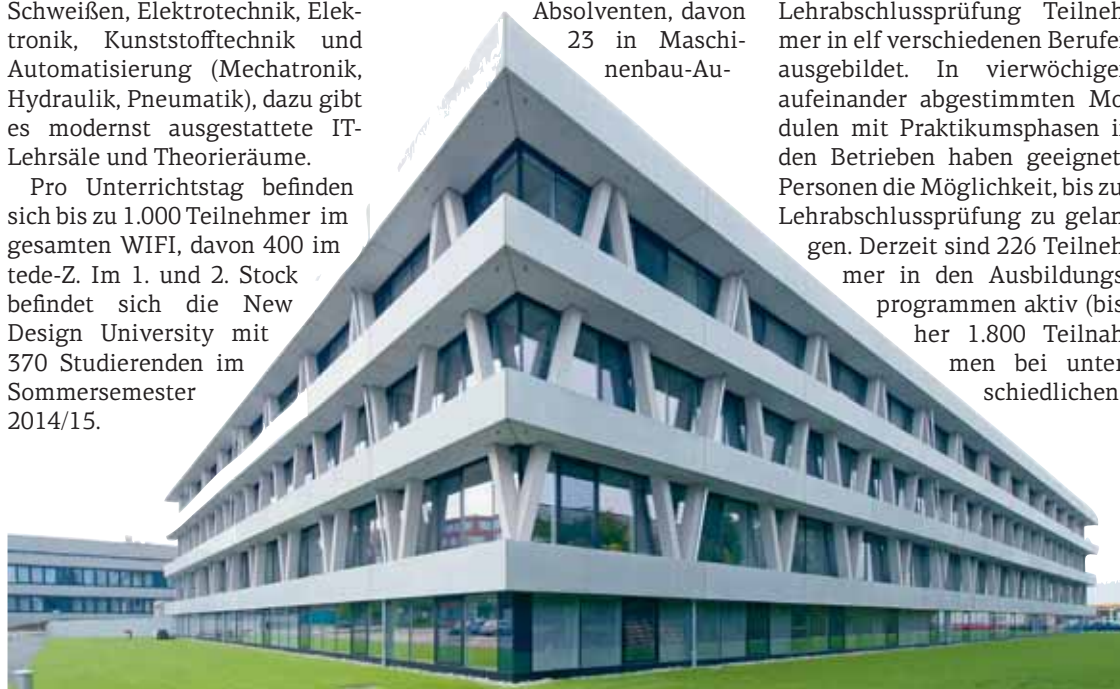 Schweißen, Elektrotechnik, Elek-
tronik, Kunststofftechnik und
Automatisierung (Mechatronik,
Hydraulik, Pneumatik), dazu gibt
es modernst ausgestattete IT-
Lehrsäle und Theorieräume.
Pro Unterrichtstag befinden
sich bis zu 1.000 Teilnehmer im
gesamten WIFI, davon 400 im
tede-Z. Im 1. und 2. Stock
befindet sich die New
Design University mit
370 Studierenden im
Sommersemester
2014/15.
Absolventen, davon
23 in Maschi-
nenbau-Au-
Lehrabschlussprüfung Teilneh
mer in elf verschiedenen Berufe
ausgebildet. In vierwöchige
aufeinander abgestimmten Mo
dulen mit Praktikumsphasen i
den Betrieben haben geeignet
Personen die Möglichkeit, bis zu
Lehrabschlussprüfung zu gelan
gen. Derzeit sind 226 Teilneh
mer in den Ausbildungs
programmen aktiv (bis
her 1.800 Teilnah
men bei unter
schiedlichen